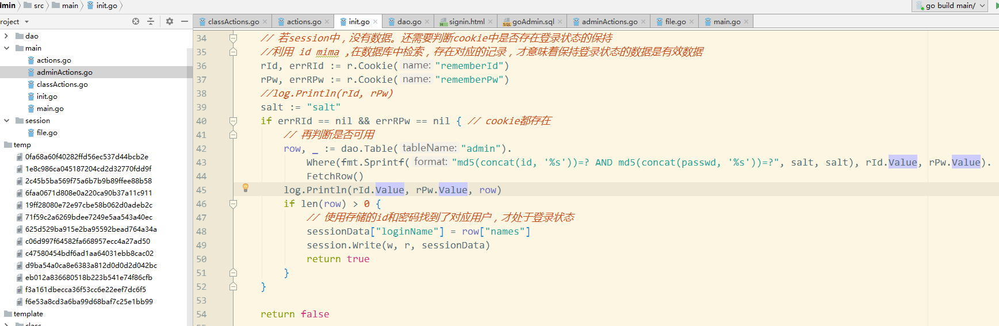 dmin src main init.go go build main/
roject
classActions.go actions.go init.go dao.go signin.html goAdmin.sql adminActions.go file.go main.go
dao
main
actions.go
adminActions.go
classActions.go
init.go
main.go
session
file.go
temp
0fa68a60f40282ffd56ec537d44bcb2e
1e8c986ca045187204cd2d32770fdd9f
2c45b5ba569f75a6b7b9b89ffee88b58
6faa0671d808e0a220ca90b37a11c911
19ff28080e72e97cbe58b062d0adeb2c
71f59c2a6269bdee7249e5aa543a40ec
625d529ba915e2ba95592bead764a34a
c06d997f64582fa668957ecc4a27ad50
c47580454bdf6ad1aa64031ebb8cac02
d9ba54a0ca8e6383a812d0d0d2d042bc
eb012a836680518b223b541e74f86cfb
f3a161dbecca36f53cc6e22eef7dc6f5
f6e53a8cd3a6ba99d68baf7c25e1bb99
template
class
34 // 若session中，没有数据。还需要判断cookie中是否存在登录状态的保持
35 //利用 id mima ,在数据库中检索，存在对应的记录，才意味着保持登录状态的数据是有效数据
36 rId, errRId := r.Cookie( name: "rememberId")
37 rPw, errRPw := r.Cookie( name: "rememberPw")
38 //log.Println(rId, rPw)
39 salt := "salt"
40 if errRId == nil && errRPw == nil { // cookie都存在
41 // 再判断是否可用
42 row, _ := dao.Table( tableName: "admin").
43 Where(fmt.Sprintf( format: "md5(concat(id, '%s'))=? AND md5(concat(passwd, '%s'))=?", salt, salt), rId.Value, rPw.Value).
44 FetchRow()
45 log.Println(rId.Value, rPw.Value, row)
46 if len(row) > 0 {
47 // 使用存储的id和密码找到了对应用户，才处于登录状态
48 sessionData["loginName"] = row["names"]
49 session.Write(w, r, sessionData)
50 return true
51 }
52 }
53
54 return false